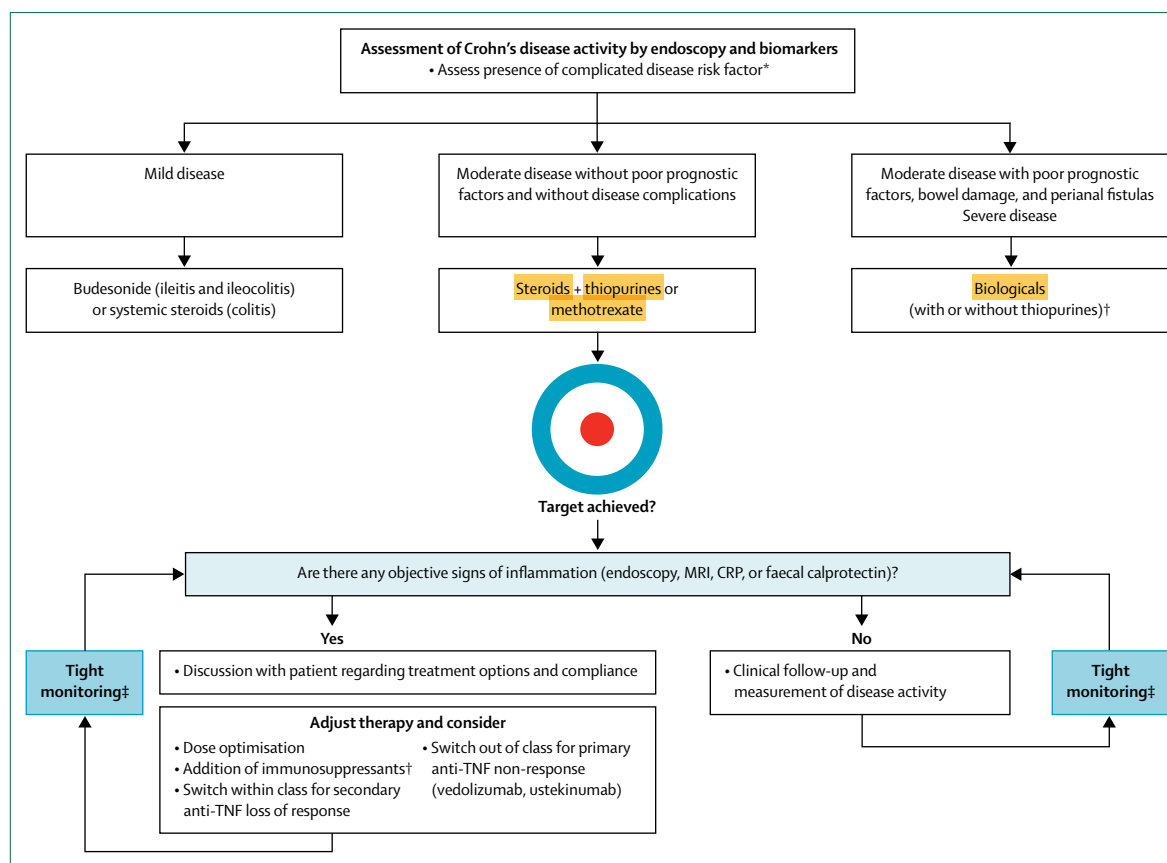 Assessment of Crohn's disease activity by endoscopy and biomarkers
• Assess presence of complicated disease risk factor*
Mild disease
Moderate disease without poor prognostic
factors and without disease complications
Moderate disease with poor prognostic
factors, bowel damage, and perianal fistulas
Severe disease
Budesonide (ileitis and ileocolitis)
or systemic steroids (colitis)
Steroids + thiopurines or
methotrexate
Biologicals
(with or without thiopurines)†
Target achieved?
Are there any objective signs of inflammation (endoscopy, MRI, CRP, or faecal calprotectin)?
Yes
No
Tight
monitoring‡
• Discussion with patient regarding treatment options and compliance
Adjust therapy and consider
• Dose optimisation
• Addition of immunosuppressants†
• Switch within class for secondary
anti-TNF loss of response
• Switch out of class for primary
anti-TNF non-response
(vedolizumab, ustekinumab)
• Clinical follow-up and
measurement of disease activity
Tight
monitoring‡